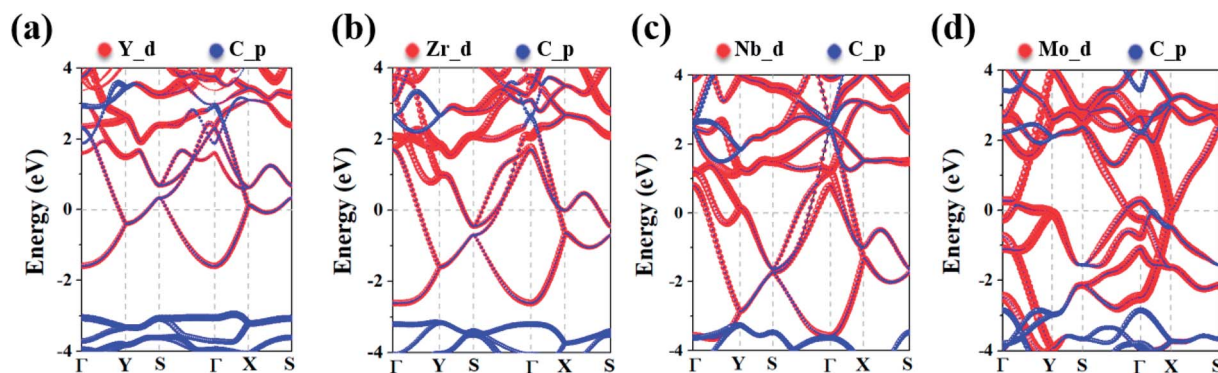 (a) (b) (c) (d)
Y_d C_p Zr_d C_p Nb_d C_p Mo_d C_p
4 4 4 4
2 2 2 2
0 0 0 0
-2 -2 -2 -2
-4 -4 -4 -4
Energy (eV) Energy (eV) Energy (eV) Energy (eV)
Γ Y S Γ X S Γ Y S Γ X S Γ Y S Γ X S Γ Y S Γ X S